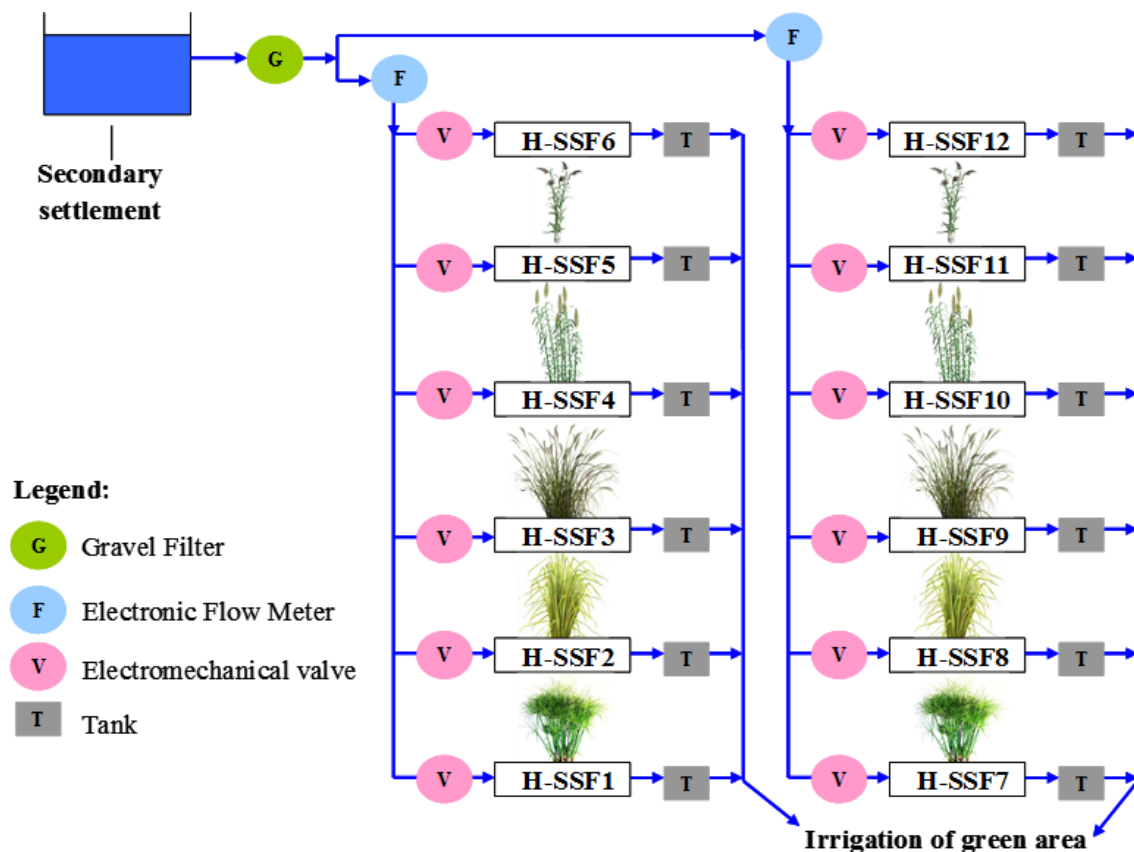 G
F
F
Secondary
settlement
V H-SSF6 T
V H-SSF12 T
V H-SSF5 T
V H-SSF11 T
V H-SSF4 T
V H-SSF10 T
Legend:
G Gravel Filter
F Electronic Flow Meter
V Electromechanical valve
T Tank
V H-SSF3 T
V H-SSF9 T
V H-SSF2 T
V H-SSF8 T
V H-SSF1 T
V H-SSF7 T
Irrigation of green area